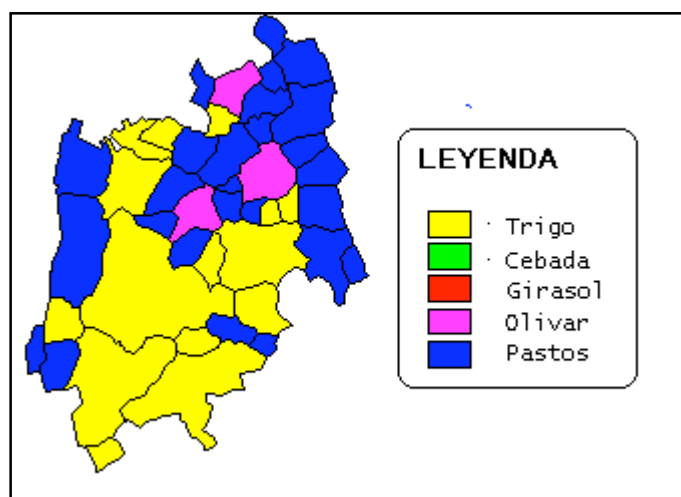 LEYENDA
· Trigo
· Cebada
Girasol
Olivar
Pastos